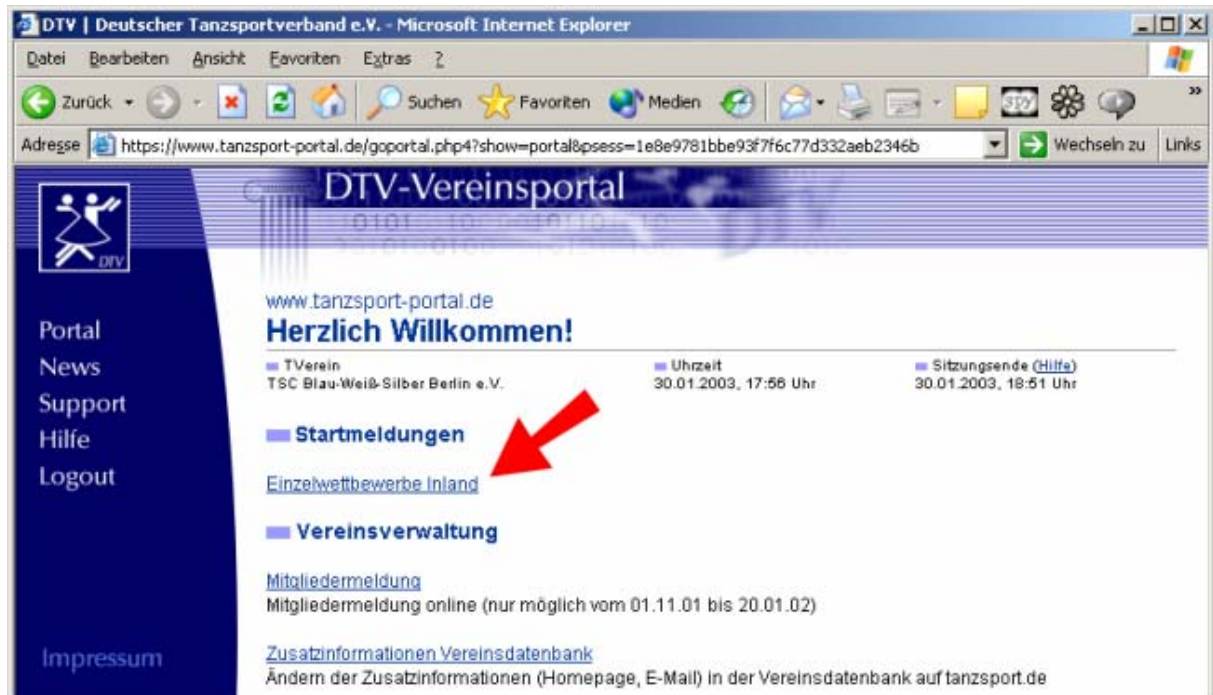 DTV | Deutscher Tanzsportverband e.V. - Microsoft Internet Explorer
Datei Bearbeiten Ansicht Favoriten Extras ?
Zurück Suchen Favoriten Medien SPY »
Adresse https://www.tanzsport-portal.de/goportal.php4?show=portal&psess=1e8e9781bbe93f7f6c77d332aeb2346b Wechseln zu Links
DTV-Vereinsportal
DTV
www.tanzsport-portal.de
Herzlich Willkommen!
TVerein Uhrzeit Sitzungsende (Hilfe)
TSC Blau-Weiß-Silber Berlin e.V. 30.01.2003, 17:56 Uhr 30.01.2003, 18:51 Uhr
Portal
News
Support
Hilfe
Logout
Impressum
Startmeldungen
Einzelwettbewerbe Inland
Vereinsverwaltung
Mitgliedermeldung
Mitgliedermeldung online (nur möglich vom 01.11.01 bis 20.01.02)
Zusatzinformationen Vereinsdatenbank
Ändern der Zusatzinformationen (Homepage, E-Mail) in der Vereinsdatenbank auf tanzsport.de